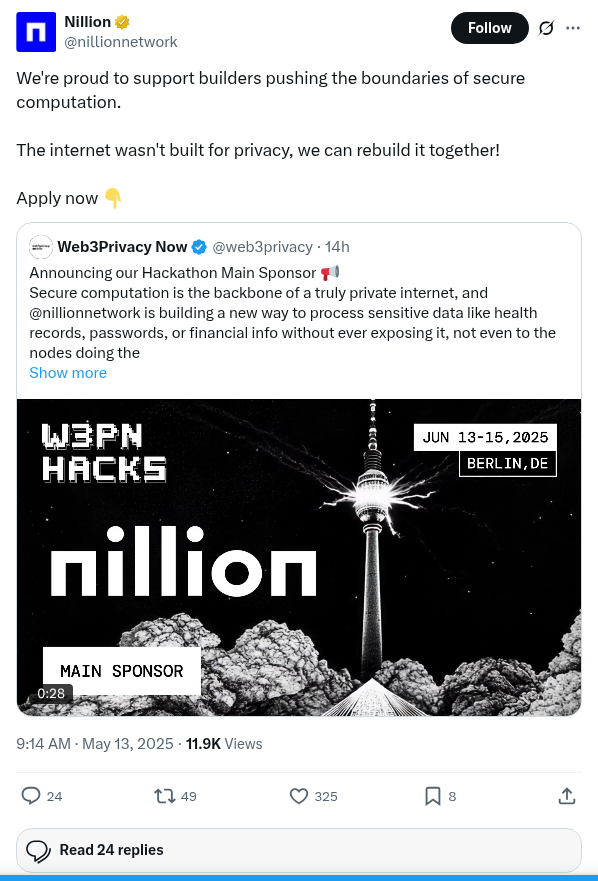 Nillion
@nillionnetwork
Follow
We're proud to support builders pushing the boundaries of secure
computation.
The internet wasn't built for privacy, we can rebuild it together!
Apply now 👇
Web3Privacy Now @web3privacy · 14h
Announcing our Hackathon Main Sponsor 📢
Secure computation is the backbone of a truly private internet, and
@nillionnetwork is building a new way to process sensitive data like health
records, passwords, or financial info without ever exposing it, not even to the
nodes doing the
Show more
W3PN
HACKS
JUN 13-15,2025
BERLIN,DE
nillion
MAIN SPONSOR
0:28
9:14 AM · May 13, 2025 · 11.9K Views
24 49 325 8
Read 24 replies